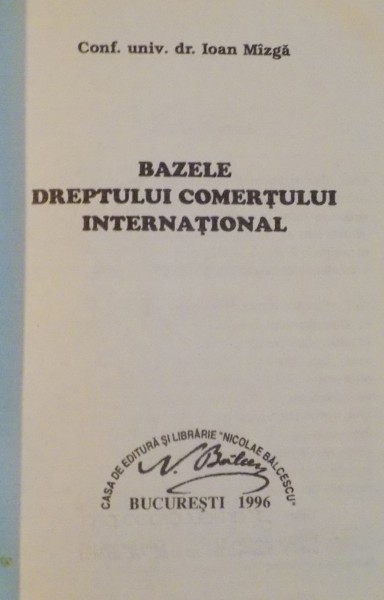 Conf. univ. dr. Ioan Mîzgă
BAZELE
DREPTULUI COMERȚULUI
INTERNAȚIONAL
CASA DE EDITURĂ ȘI LIBRĂRIE "NICOLAE BĂLCESCU"
N. Bălcescu
BUCUREȘTI 1996